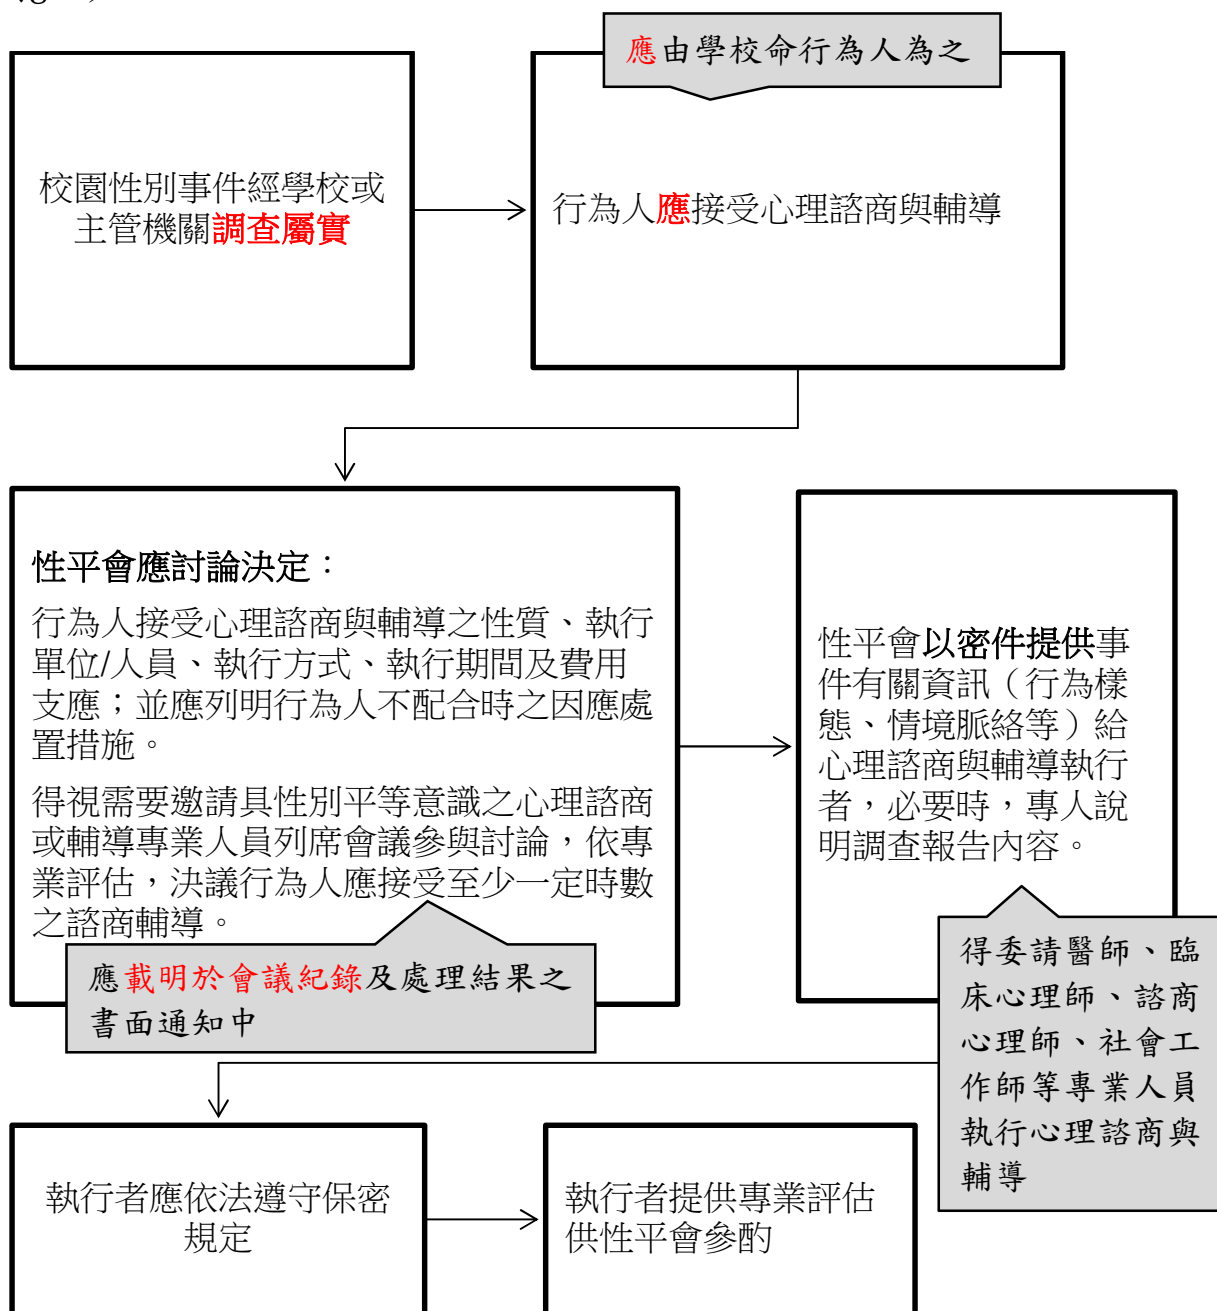 應由學校命行為人為之
校園性別事件經學校或
主管機關調查屬實
行為人應接受心理諮商與輔導
性平會應討論決定：
行為人接受心理諮商與輔導之性質、執行
單位/人員、執行方式、執行期間及費用
支應；並應列明行為人不配合時之因應處
置措施。
得視需要邀請具性別平等意識之心理諮商
或輔導專業人員列席會議參與討論，依專
業評估，決議行為人應接受至少一定時數
之諮商輔導。
應載明於會議紀錄及處理結果之
書面通知中
性平會以密件提供事
件有關資訊（行為樣
態、情境脈絡等）給
心理諮商與輔導執行
者，必要時，專人說
明調查報告內容。
得委請醫師、臨
床心理師、諮商
心理師、社會工
作師等專業人員
執行心理諮商與
輔導
執行者應依法遵守保密
規定
執行者提供專業評估
供性平會參酌